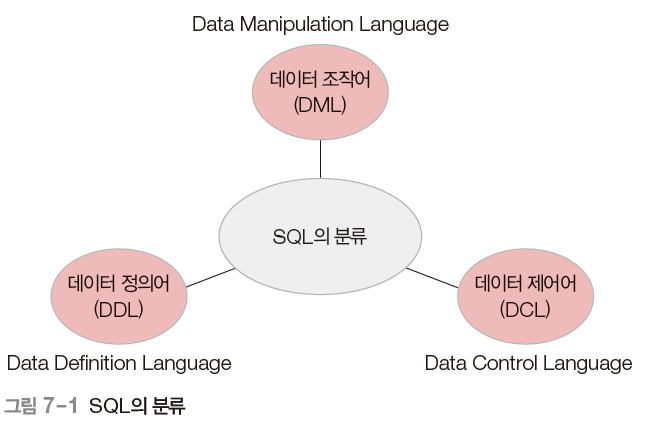 Data Manipulation Language
데이터 조작어
(DML)
SQL의 분류
데이터 정의어
(DDL)
데이터 제어어
(DCL)
Data Definition Language
Data Control Language
그림 7-1 SQL의 분류